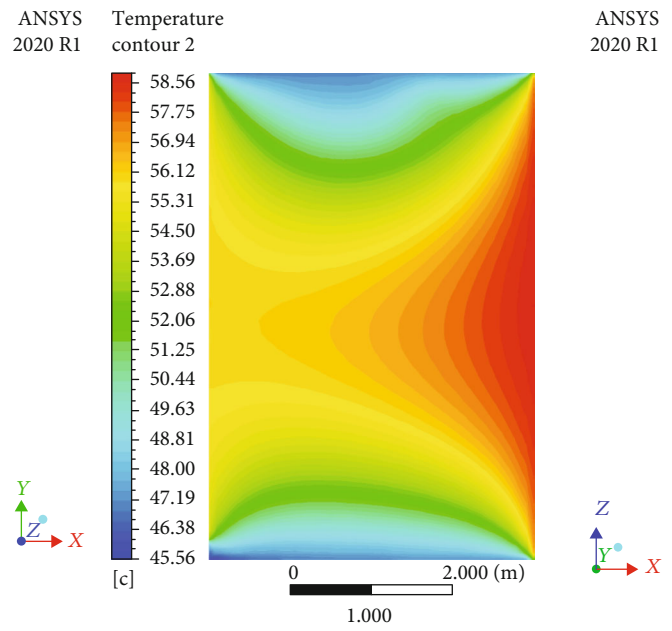 ANSYS
2020 R1
Temperature
contour 2
ANSYS
2020 R1
58.56
57.75
56.94
56.12
55.31
54.50
53.69
52.88
52.06
51.25
50.44
49.63
48.81
48.00
47.19
46.38
45.56
[c]
Y
Z
X
0
2.000 (m)
1.000
Z
Y
X